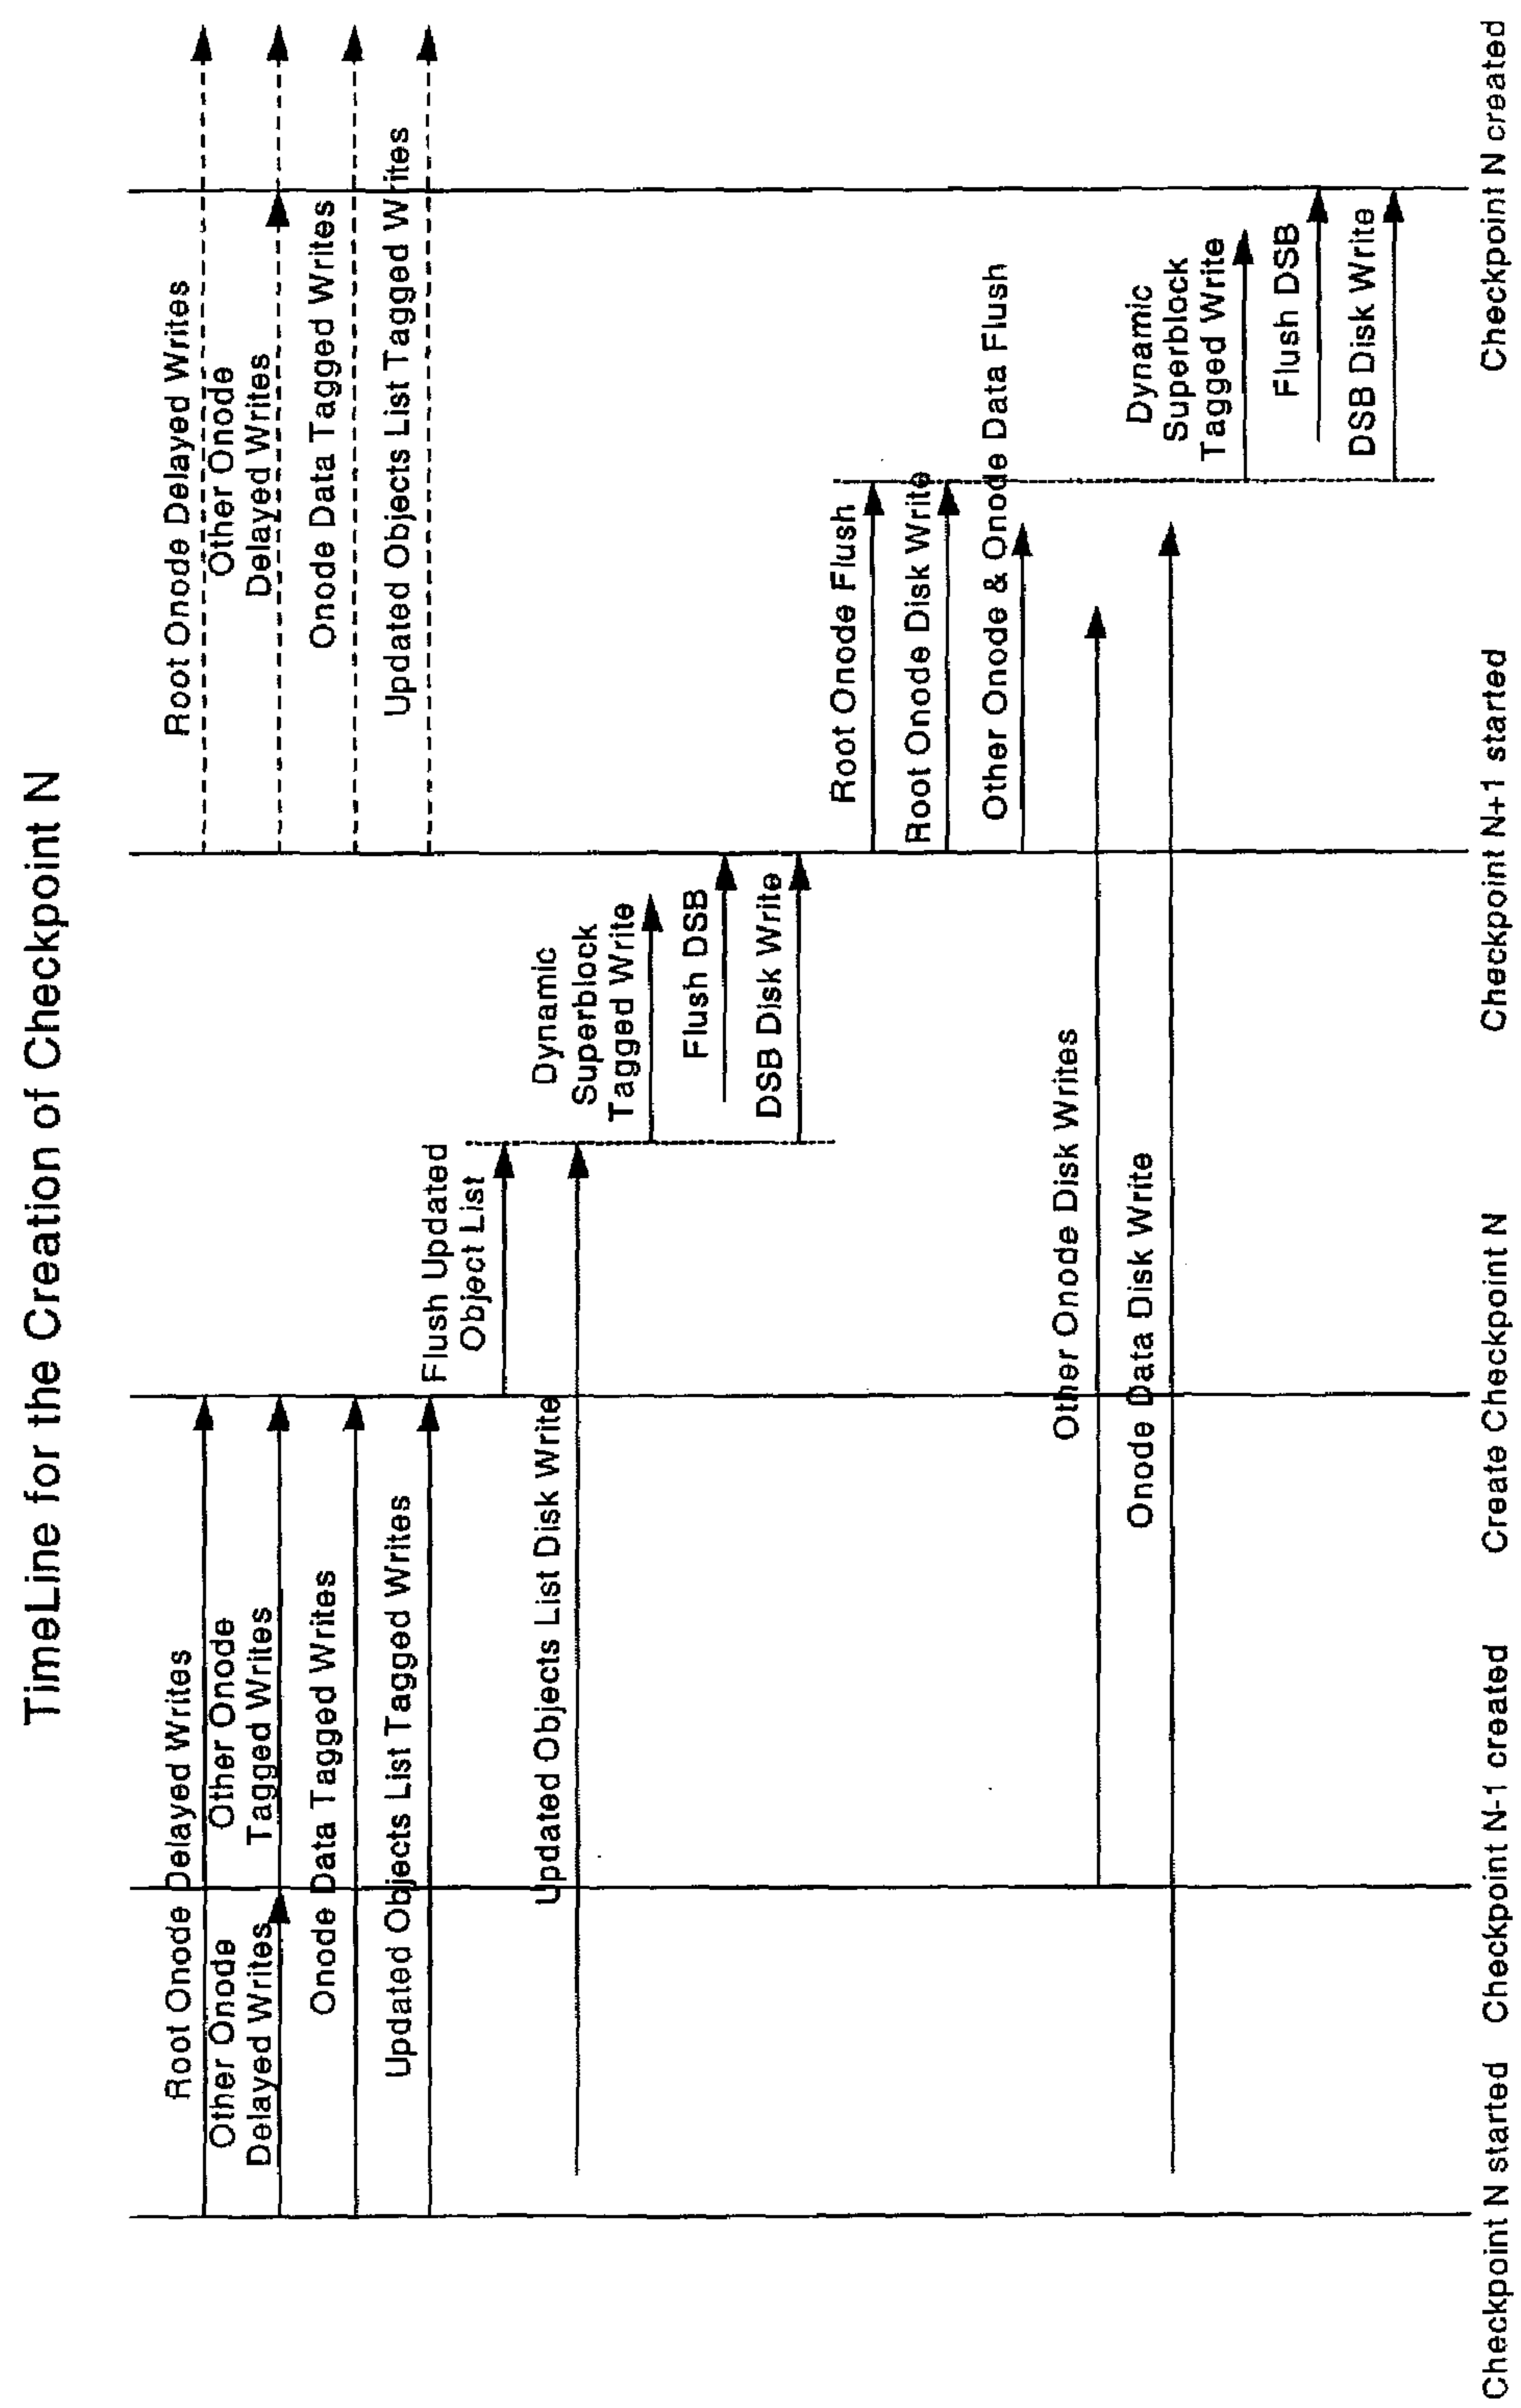 TimeLine for the Creation of Checkpoint N
Root Onode Delayed Writes
Other Onode
Delayed Writes
Other Onode
Tagged Writes
Onode Data Tagged Writes
Updated Objects List Tagged Writes
Root Onode Delayed Writes
Other Onode
Delayed Writes
Onode Data Tagged Writes
Updated Objects List Tagged Writes
Flush Updated
Object List
Updated Objects List Disk Write
Dynamic
Superblock
Tagged Write
Flush DSB
DSB Disk Write
Root Onode Flush
Root Onode Disk Write
Other Onode & Onode Data Flush
Other Onode Disk Writes
Onode Data Disk Write
Dynamic
Superblock
Tagged Write
Flush DSB
DSB Disk Write
Checkpoint N started
Checkpoint N-1 created
Create Checkpoint N
Checkpoint N+1 started
Checkpoint N created